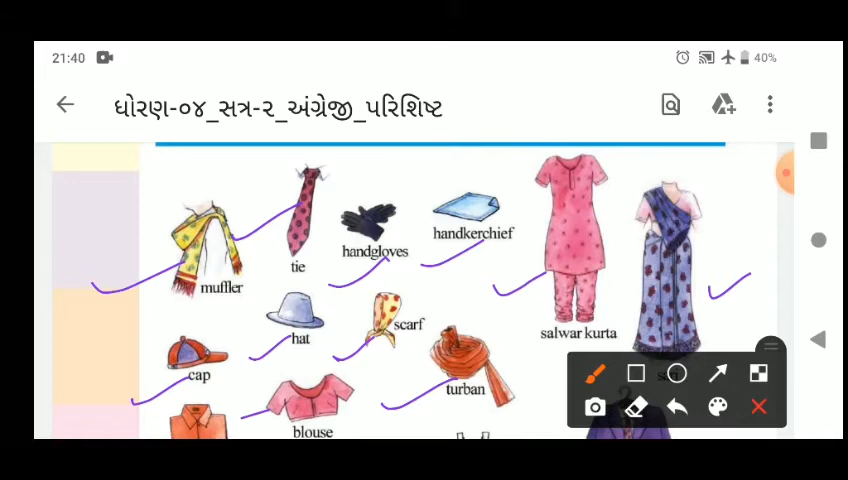 21:40
40%
ધોરણ-૦૪_સત્ર-૨_અંગ્રેજી_પરિશિષ્ટ
muffler
tie
handgloves
handkerchief
salwar kurta
cap
hat
scarf
turban
blouse